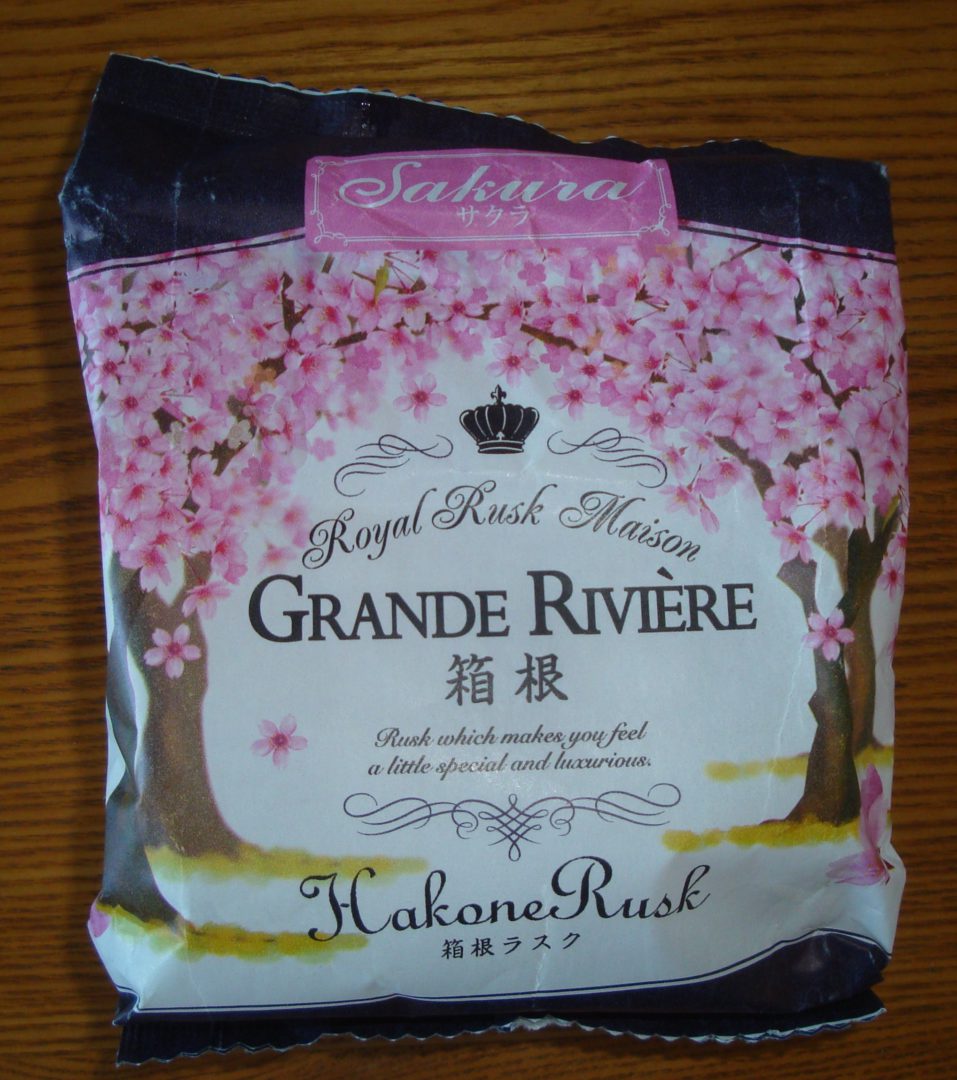 Sakura
サクラ
Royal Rusk Maison
GRANDE RIVIÈRE
箱根
Rusk which makes you feel
a little special and luxurious.
HakoneRusk
箱根ラスク